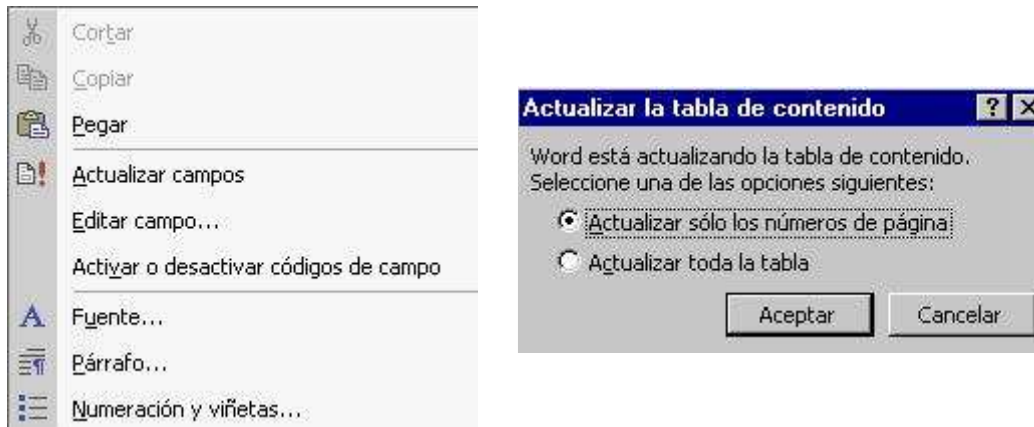 Cortar
Copiar
Pegar
Actualizar campos
Editar campo...
Activar o desactivar códigos de campo
Fuente...
Párrafo...
Numeración y viñetas...
Actualizar la tabla de contenido
Word está actualizando la tabla de contenido.
Seleccione una de las opciones siguientes:
Actualizar sólo los números de página
Actualizar toda la tabla
Aceptar Cancelar